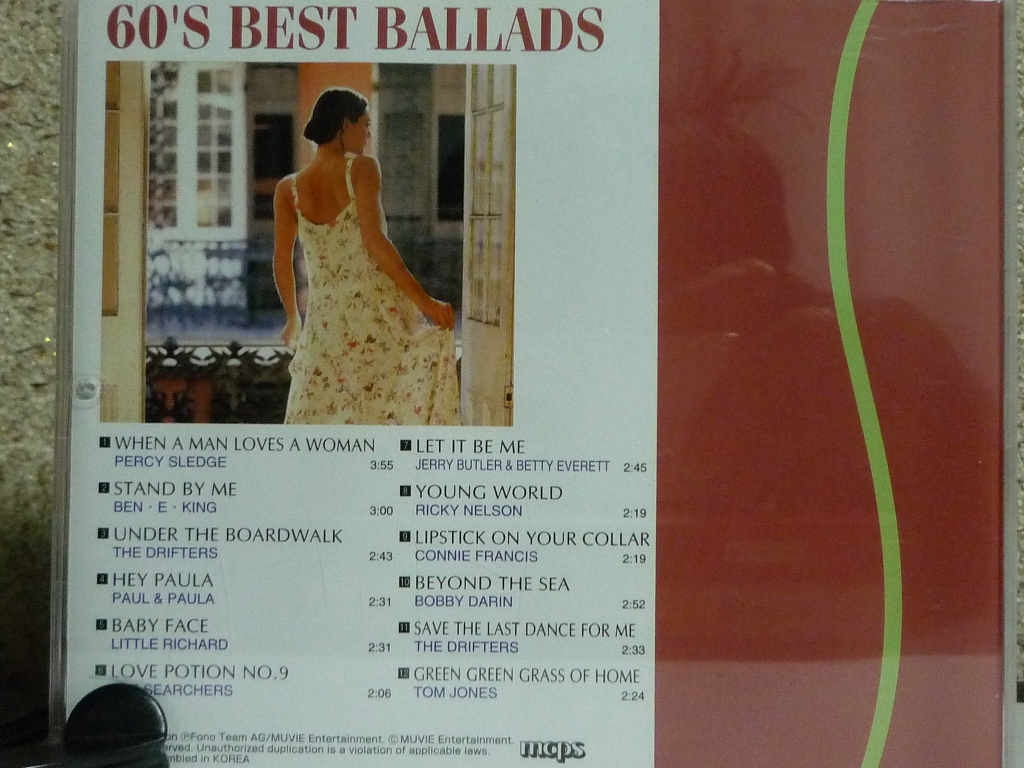 60'S BEST BALLADS
1 WHEN A MAN LOVES A WOMAN
PERCY SLEDGE 3:55
2 STAND BY ME
BEN · E · KING 3:00
3 UNDER THE BOARDWALK
THE DRIFTERS 2:43
4 HEY PAULA
PAUL & PAULA 2:31
5 BABY FACE
LITTLE RICHARD 2:31
6 LOVE POTION NO.9
SEARCHERS 2:06
7 LET IT BE ME
JERRY BUTLER & BETTY EVERETT 2:45
8 YOUNG WORLD
RICKY NELSON 2:19
9 LIPSTICK ON YOUR COLLAR
CONNIE FRANCIS 2:19
10 BEYOND THE SEA
BOBBY DARIN 2:52
11 SAVE THE LAST DANCE FOR ME
THE DRIFTERS 2:33
12 GREEN GREEN GRASS OF HOME
TOM JONES 2:24
on ℗Fono Team AG/MUVIE Entertainment. ©MUVIE Entertainment.
erved. Unauthorized duplication is a violation of applicable laws.
mbled in KOREA
mcps